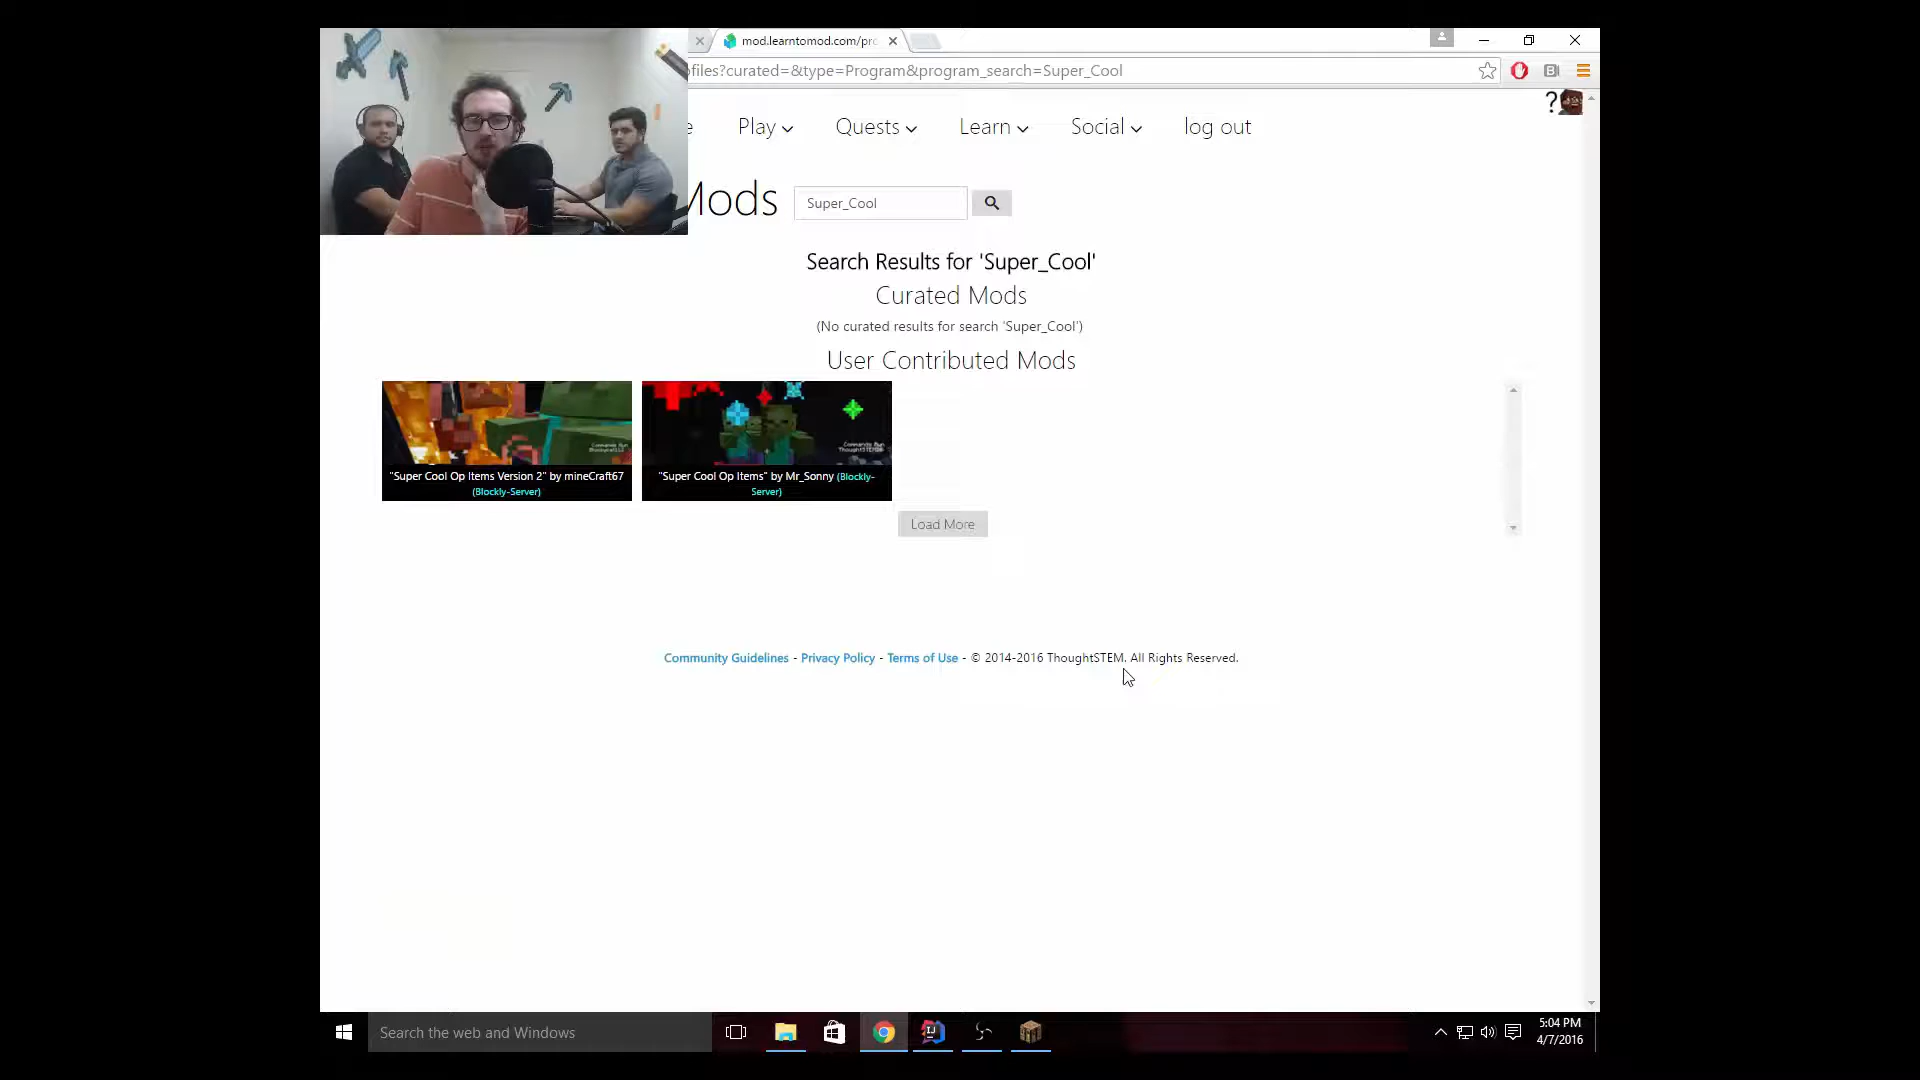 mod.learntomod.com/pro
ofiles?curated=&type=Program&program_search=Super_Cool
e Play Quests Learn Social log out
?
Mods Super_Cool
Search Results for 'Super_Cool'
Curated Mods
(No curated results for search 'Super_Cool')
User Contributed Mods
"Super Cool Op Items Version 2" by mineCraft67
(Blockly-Server)
"Super Cool Op Items" by Mr_Sonny (Blockly-
Server)
Load More
Community Guidelines - Privacy Policy - Terms of Use - © 2014-2016 ThoughtSTEM. All Rights Reserved.
Search the web and Windows
5:04 PM
4/7/2016